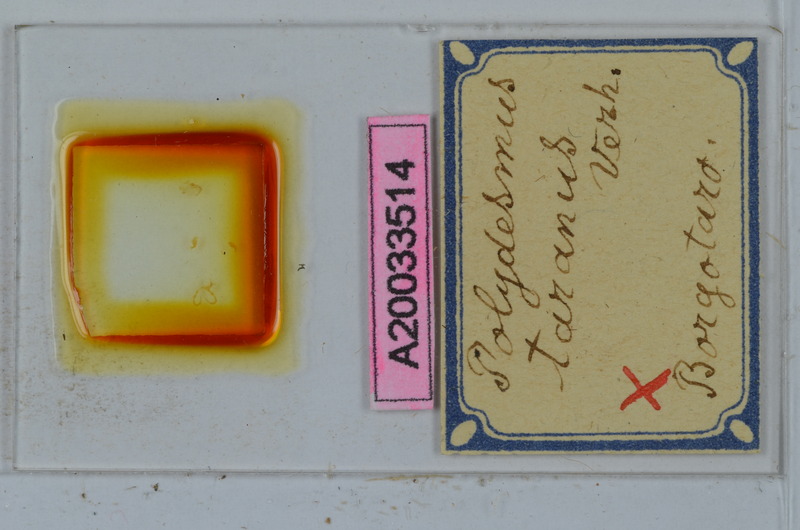 A20033514
Polydesmus
taranus
Verh.
X
Borgotaro.